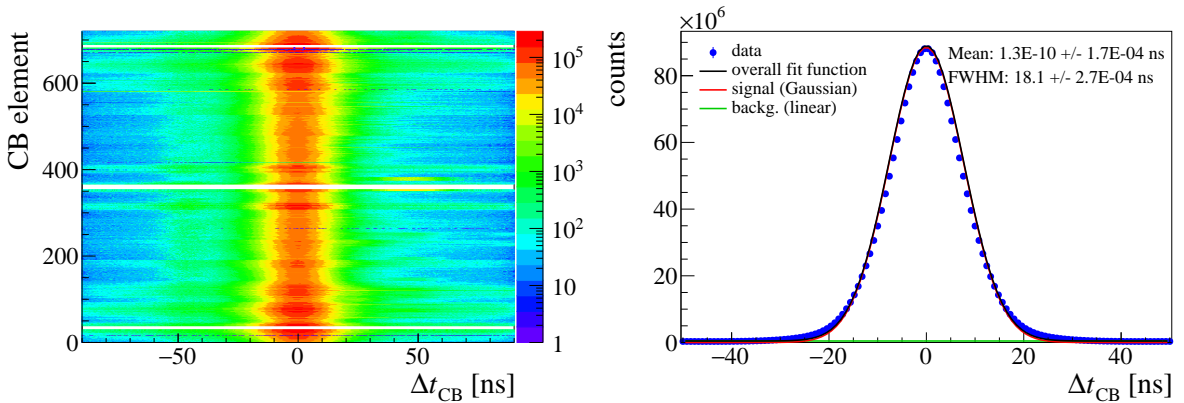 CB element
600
400
200
0
−50
0
50
Δt_CB [ns]
10^5
10^4
10^3
10^2
10
1
×10^6
counts
80
60
40
20
0
data
overall fit function
signal (Gaussian)
backg. (linear)
Mean: 1.3E-10 +/- 1.7E-04 ns
FWHM: 18.1 +/- 2.7E-04 ns
−40
−20
0
20
40
Δt_CB [ns]